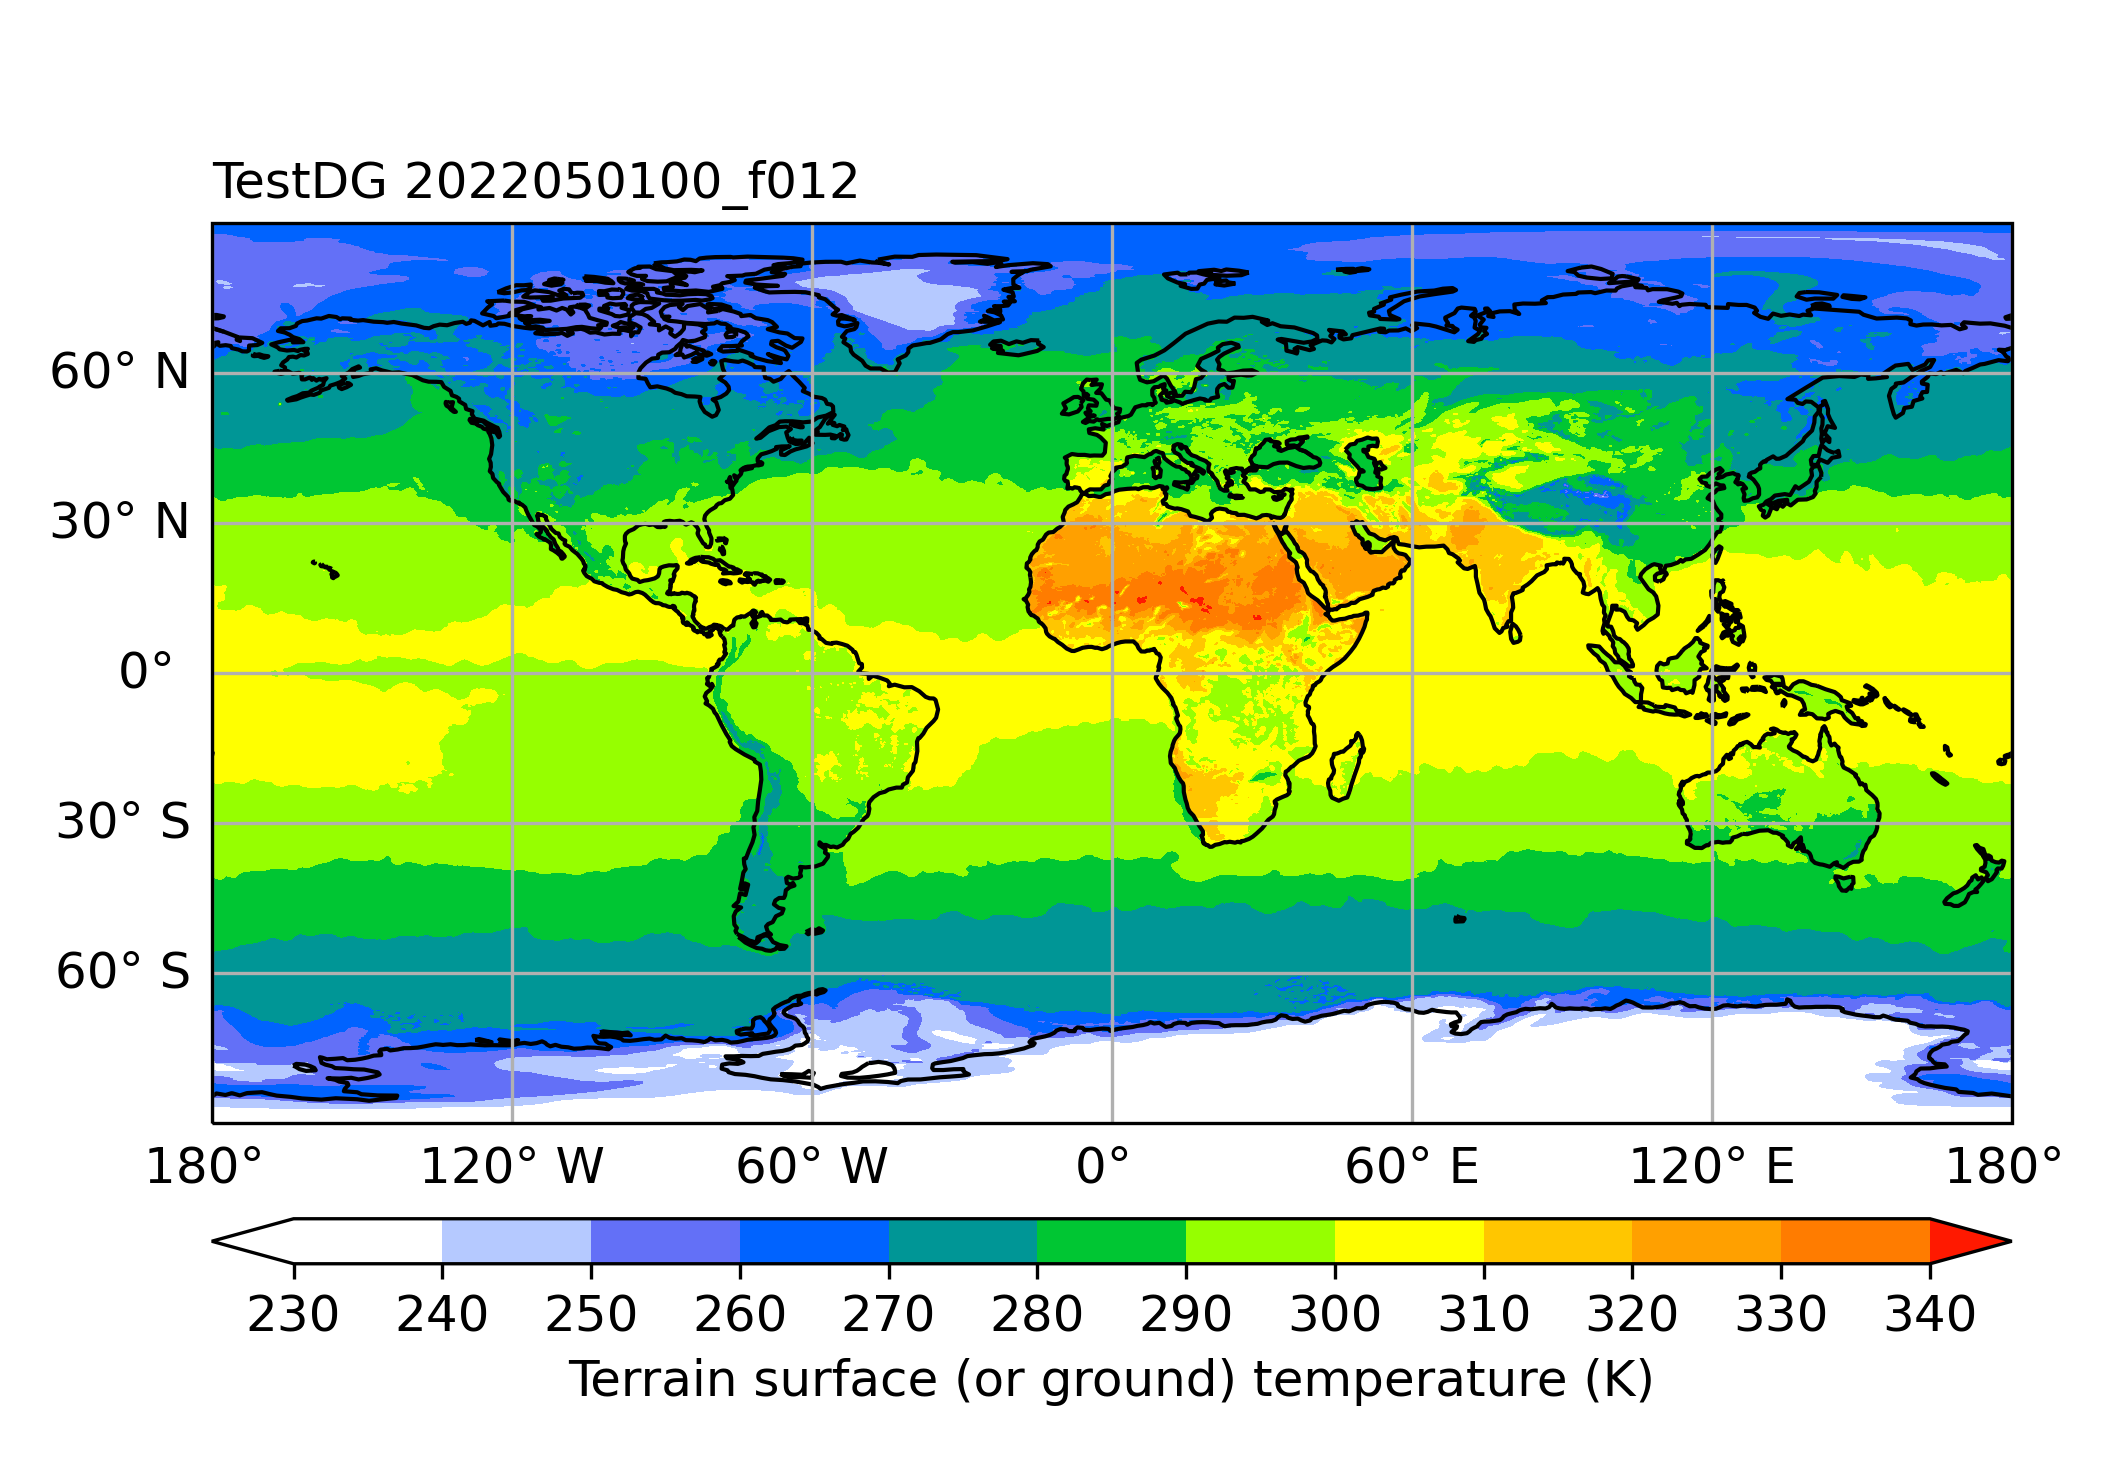 TestDG 2022050100_f012
60° N
30° N
0°
30° S
60° S
180° 120° W 60° W 0° 60° E 120° E 180°
230 240 250 260 270 280 290 300 310 320 330 340
Terrain surface (or ground) temperature (K)